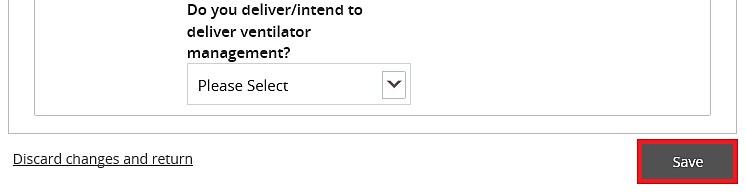 Do you deliver/intend to
deliver ventilator
management?
Please Select
Discard changes and return
Save